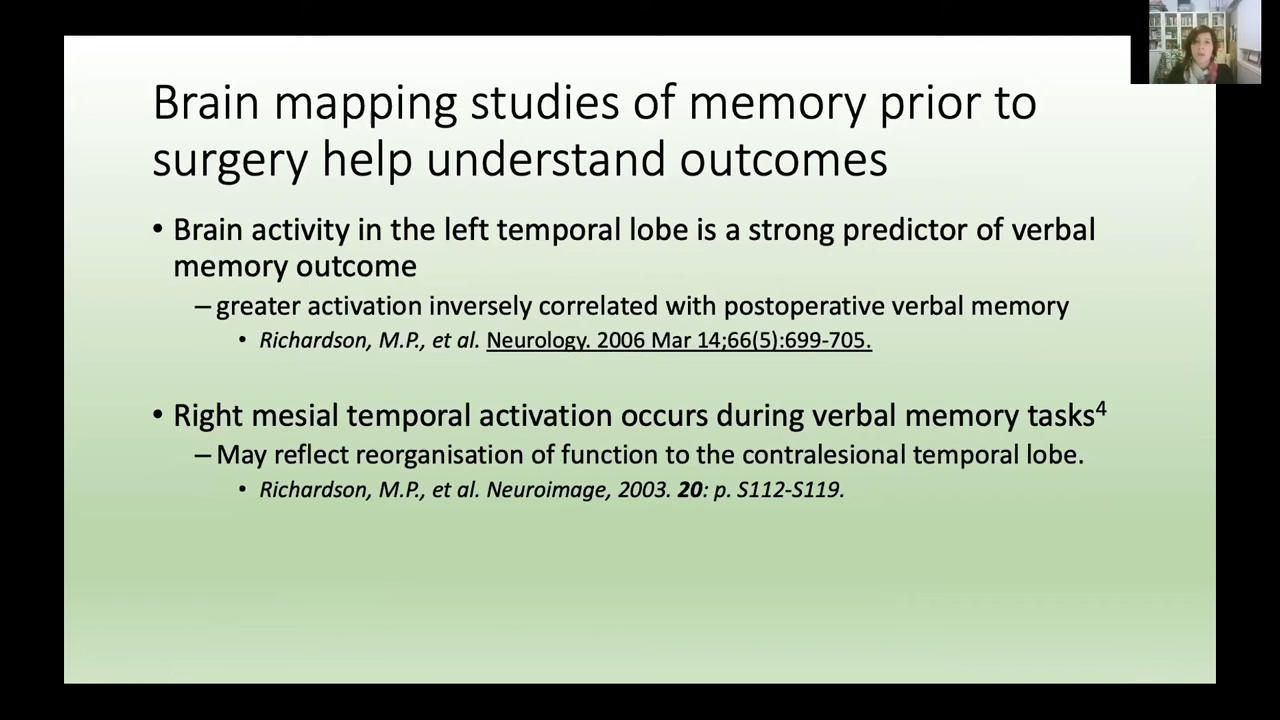 Brain mapping studies of memory prior to
surgery help understand outcomes
• Brain activity in the left temporal lobe is a strong predictor of verbal
memory outcome
– greater activation inversely correlated with postoperative verbal memory
• Richardson, M.P., et al. Neurology. 2006 Mar 14;66(5):699-705.
• Right mesial temporal activation occurs during verbal memory tasks⁴
– May reflect reorganisation of function to the contralesional temporal lobe.
• Richardson, M.P., et al. Neuroimage, 2003. 20: p. S112-S119.